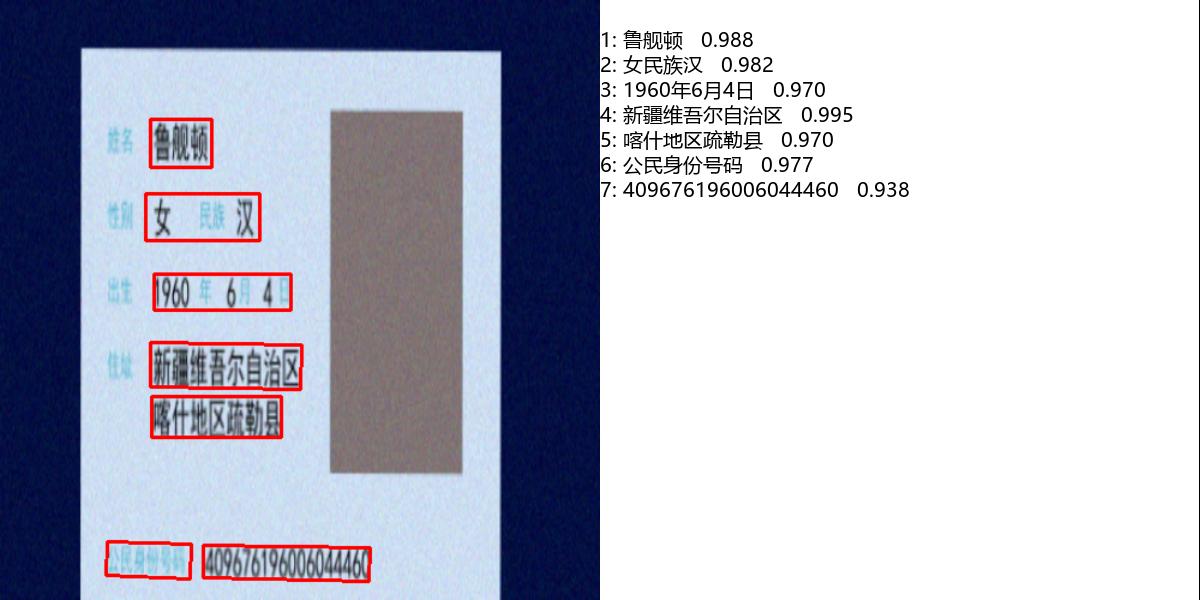 姓名 鲁舰顿
性别 女 民族 汉
出生 1960 年 6 月 4 日
住址 新疆维吾尔自治区
喀什地区疏勒县
公民身份号码 409676196006044460
1: 鲁舰顿 0.988
2: 女民族汉 0.982
3: 1960年6月4日 0.970
4: 新疆维吾尔自治区 0.995
5: 喀什地区疏勒县 0.970
6: 公民身份号码 0.977
7: 409676196006044460 0.938